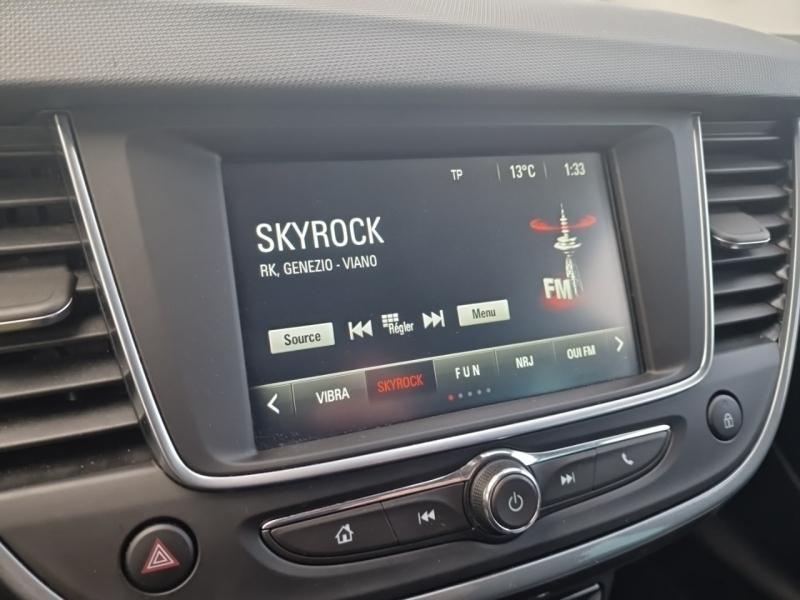 TP 13°C 1:33
SKYROCK
RK, GENEZIO - VIANO
FM
Source Régler Menu
VIBRA SKYROCK FUN NRJ OUI FM